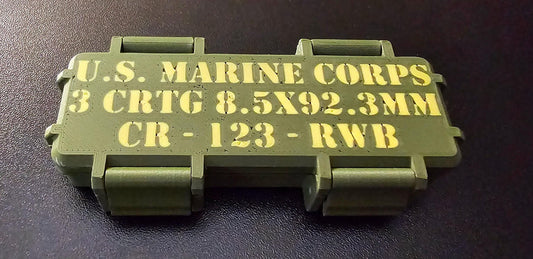 U.S. MARINE CORPS
3 CRTG 8.5X92.3MM
CR - 123 - RWB